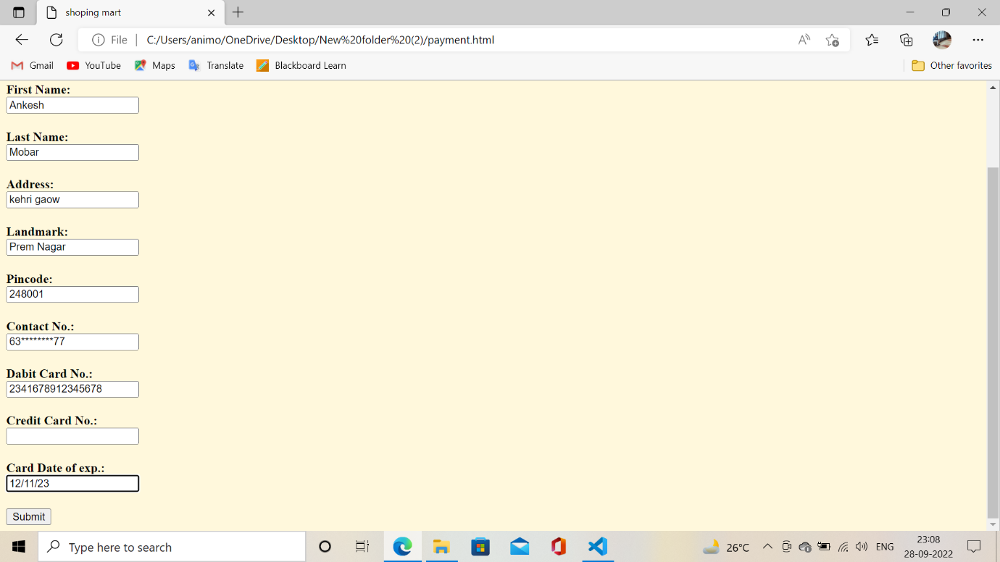 shoping mart
File
C:/Users/animo/OneDrive/Desktop/New%20folder%20(2)/payment.html
Gmail YouTube Maps Translate Blackboard Learn Other favorites
First Name:
Ankesh
Last Name:
Mobar
Address:
kehri gaow
Landmark:
Prem Nagar
Pincode:
248001
Contact No.:
63********77
Dabit Card No.:
2341678912345678
Credit Card No.:
Card Date of exp.:
12/11/23
Submit
Type here to search
26°C
ENG
23:08
28-09-2022